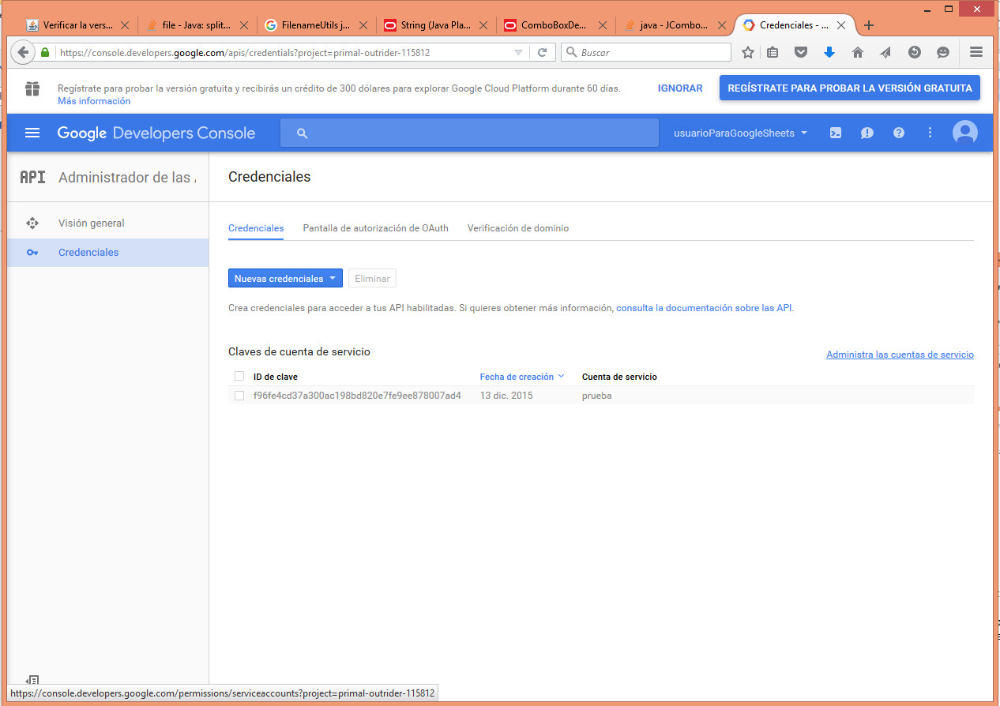 Verificar la vers...
file - Java: split...
FilenameUtils j...
String (Java Pla...
ComboBoxDe...
java - JCombo...
Credenciales - ...
https://console.developers.google.com/apis/credentials?project=primal-outrider-115812
Buscar
Regístrate para probar la versión gratuita y recibirás un crédito de 300 dólares para explorar Google Cloud Platform durante 60 días.
Más información
IGNORAR
REGÍSTRATE PARA PROBAR LA VERSIÓN GRATUITA
Google Developers Console
usuarioParaGoogleSheets
API Administrador de las
Credenciales
Visión general
Credenciales
Credenciales
Pantalla de autorización de OAuth
Verificación de dominio
Nuevas credenciales
Eliminar
Crea credenciales para acceder a tus API habilitadas. Si quieres obtener más información, consulta la documentación sobre las API.
Claves de cuenta de servicio
Administra las cuentas de servicio
ID de clave
Fecha de creación
Cuenta de servicio
f96fe4cd37a300ac198bd820e7fe9ee878007ad4
13 dic. 2015
prueba
https://console.developers.google.com/permissions/serviceaccounts?project=primal-outrider-115812